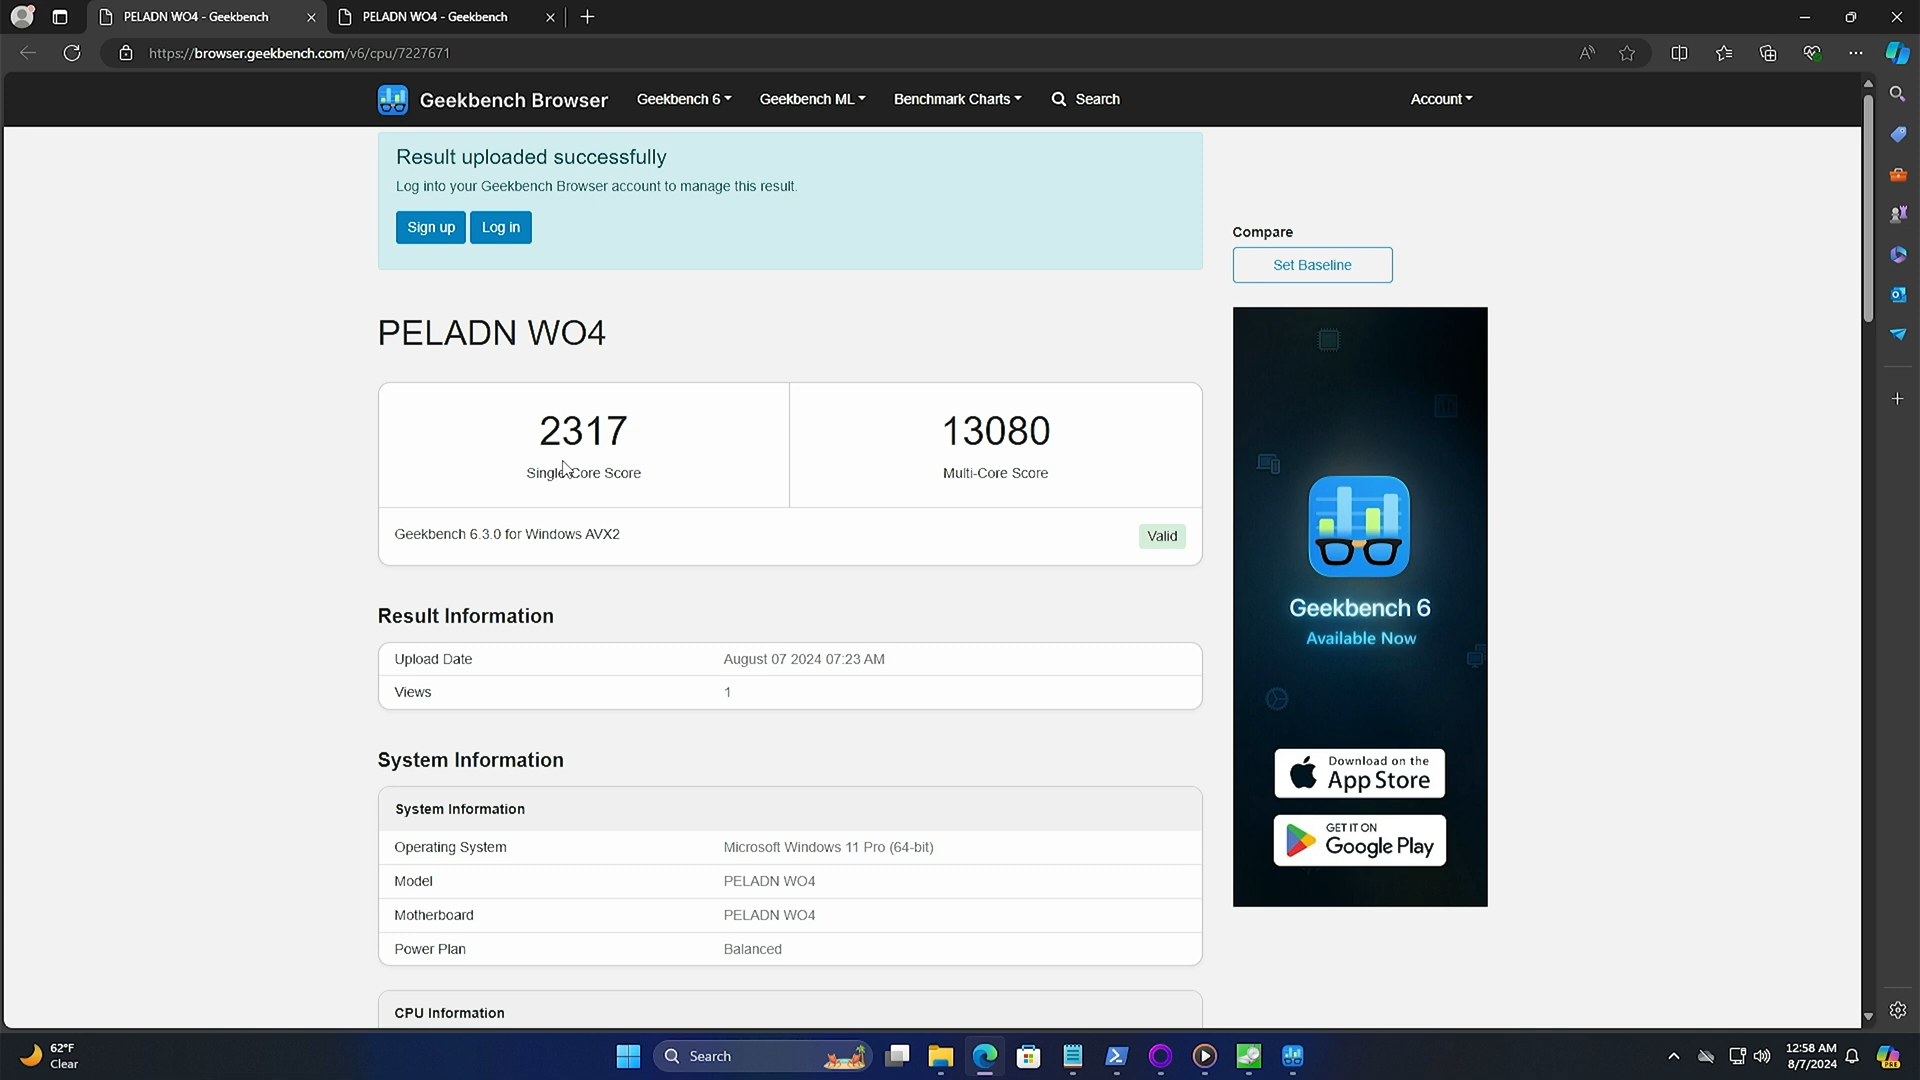 PELADN WO4 - Geekbench
PELADN WO4 - Geekbench
https://browser.geekbench.com/v6/cpu/7227671
Geekbench Browser
Geekbench 6
Geekbench ML
Benchmark Charts
Search
Account
Result uploaded successfully
Log into your Geekbench Browser account to manage this result.
Sign up
Log in
Compare
Set Baseline
PELADN WO4
2317
Single-Core Score
13080
Multi-Core Score
Geekbench 6.3.0 for Windows AVX2
Valid
Result Information
Upload Date August 07 2024 07:23 AM
Views 1
System Information
System Information
Operating System Microsoft Windows 11 Pro (64-bit)
Model PELADN WO4
Motherboard PELADN WO4
Power Plan Balanced
CPU Information
Geekbench 6
Available Now
Download on the
App Store
GET IT ON
Google Play
62°F
Clear
Search
12:58 AM
8/7/2024
PRE